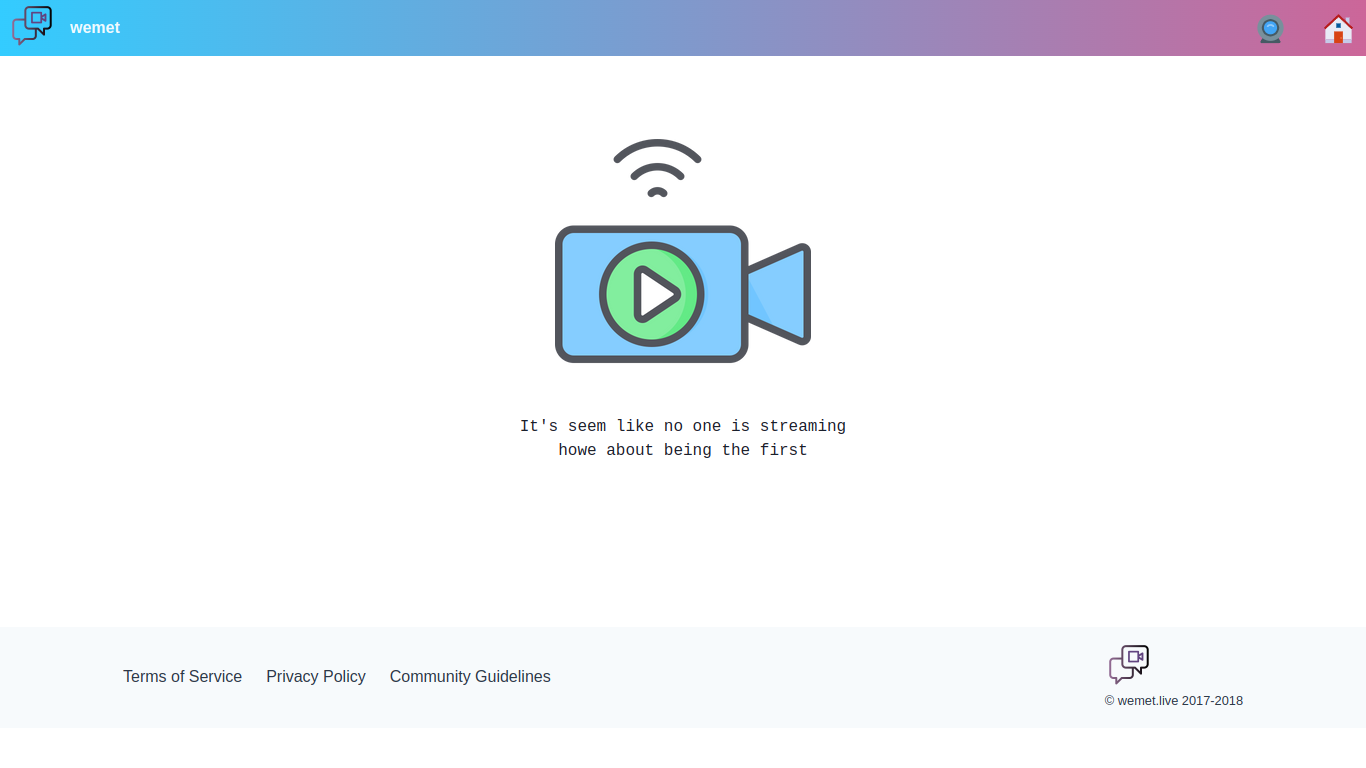 wemet
It's seem like no one is streaming
howe about being the first
Terms of Service Privacy Policy Community Guidelines
© wemet.live 2017-2018